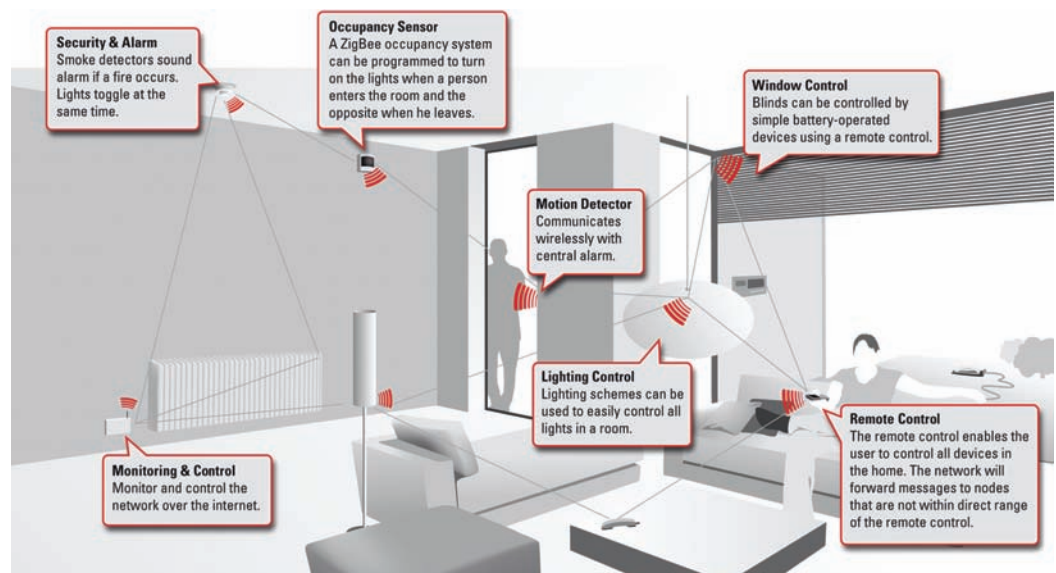 Security & Alarm
Smoke detectors sound
alarm if a fire occurs.
Lights toggle at the
same time.
Occupancy Sensor
A ZigBee occupancy system
can be programmed to turn
on the lights when a person
enters the room and the
opposite when he leaves.
Window Control
Blinds can be controlled by
simple battery-operated
devices using a remote control.
Motion Detector
Communicates
wirelessly with
central alarm.
Lighting Control
Lighting schemes can be
used to easily control all
lights in a room.
Monitoring & Control
Monitor and control the
network over the internet.
Remote Control
The remote control enables the
user to control all devices in
the home. The network will
forward messages to nodes
that are not within direct range
of the remote control.